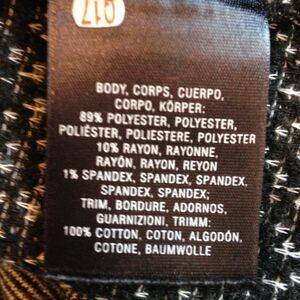 BODY, CORPS, CUERPO,
CORPO, KÖRPER:
89% POLYESTER, POLYESTER,
POLIÉSTER, POLIESTERE, POLYESTER
10% RAYON, RAYONNE,
RAYÓN, RAYON, REYON
1% SPANDEX, SPANDEX, SPANDEX,
SPANDEX, SPANDEX;
TRIM, BORDURE, ADORNOS,
GUARNIZIONI, TRIMM:
100% COTTON, COTON, ALGODÓN,
COTONE, BAUMWOLLE